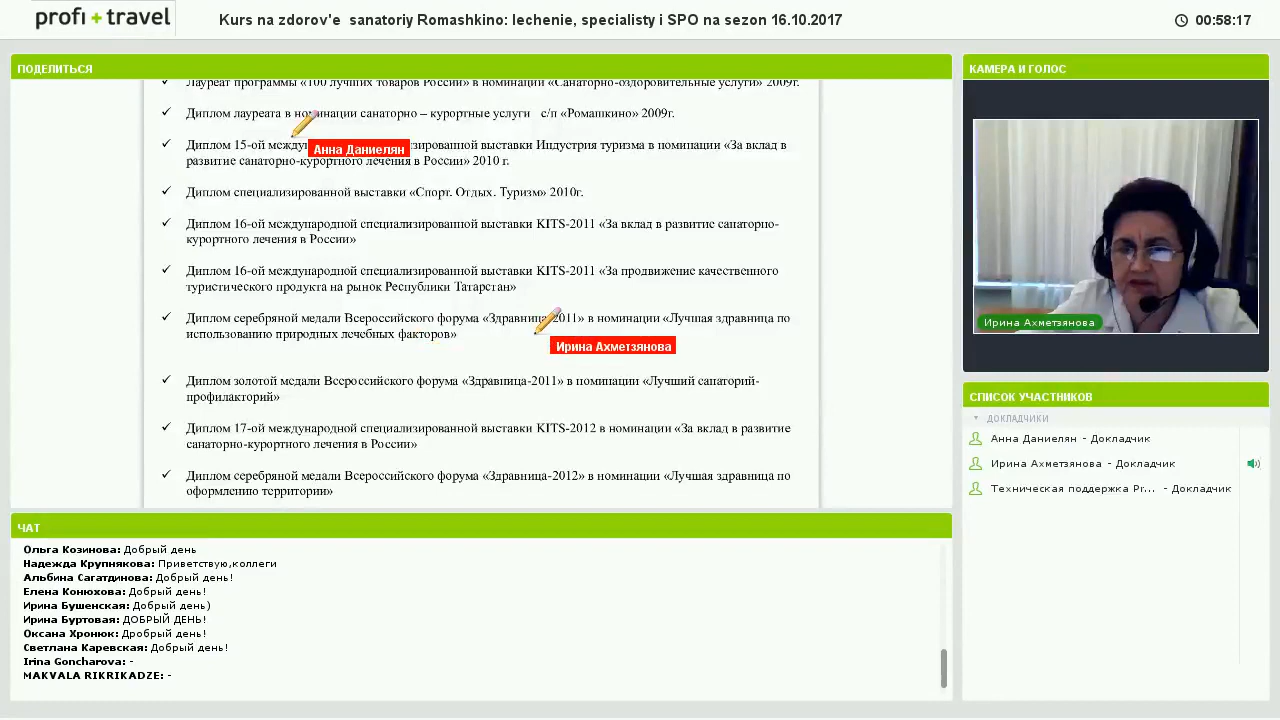 profi + travel
Kurs na zdorov'e sanatoriy Romashkino: lechenie, specialisty i SPO na sezon 16.10.2017
00:58:17
ПОДЕЛИТЬСЯ
✓ Лауреат программы «100 лучших товаров России» в номинации «Санаторно-оздоровительные услуги» 2009г.
✓ Диплом лауреата в номинации санаторно – курортные услуги с/п «Ромашкино» 2009г.
✓ Диплом 15-ой междуизированной выставки Индустрия туризма в номинации «За вклад в
развитие санаторно-курортного лечения в России» 2010 г.
Анна Даниелян
✓ Диплом специализированной выставки «Спорт. Отдых. Туризм» 2010г.
✓ Диплом 16-ой международной специализированной выставки KITS-2011 «За вклад в развитие санаторно-
курортного лечения в России»
✓ Диплом 16-ой международной специализированной выставки KITS-2011 «За продвижение качественного
туристического продукта на рынок Республики Татарстан»
✓ Диплом серебряной медали Всероссийского форума «Здравница-2011» в номинации «Лучшая здравница по
использованию природных лечебных факторов»
Ирина Ахметзянова
✓ Диплом золотой медали Всероссийского форума «Здравница-2011» в номинации «Лучший санаторий-
профилакторий»
✓ Диплом 17-ой международной специализированной выставки KITS-2012 в номинации «За вклад в развитие
санаторно-курортного лечения в России»
✓ Диплом серебряной медали Всероссийского форума «Здравница-2012» в номинации «Лучшая здравница по
оформлению территории»
ЧАТ
Ольга Козинова: Добрый день
Надежда Крупнякова: Приветствую,коллеги
Альбина Сагатдинова: Добрый день!
Елена Конюхова: Добрый день!
Ирина Бушенская: Добрый день)
Ирина Буртовая: ДОБРЫЙ ДЕНЬ!
Оксана Хронюк: Дробрый день!
Светлана Каревская: Добрый день!
Irina Goncharova: -
MAKVALA RIKRIKADZE: -
КАМЕРА И ГОЛОС
Ирина Ахметзянова
СПИСОК УЧАСТНИКОВ
ДОКЛАДЧИКИ
Анна Даниелян - Докладчик
Ирина Ахметзянова - Докладчик
Техническая поддержка Pr... - Докладчик